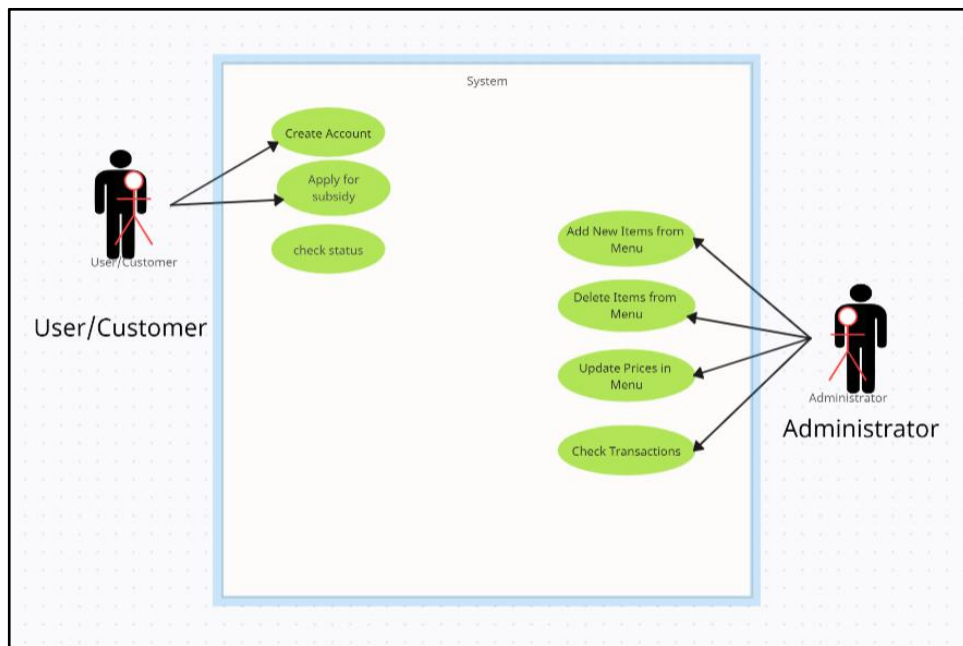 System
Create Account
Apply for
subsidy
check status
User/Customer
User/Customer
Add New Items from
Menu
Delete Items from
Menu
Update Prices in
Menu
Check Transactions
Administrator
Administrator